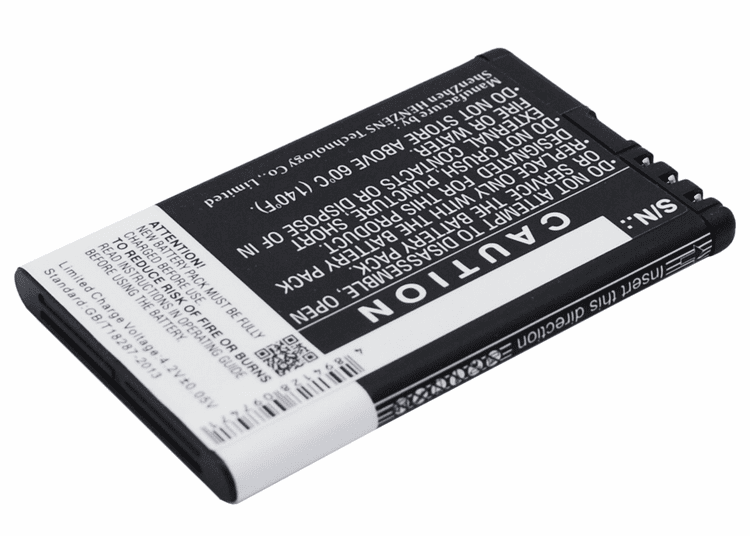 CAUTION
•DO NOT ATTEMPT TO DISASSEMBLE, OPEN
OR SERVICE THE BATTERY PACK
•REPLACE ONLY WITH THE BATTERY PACK
DESIGNATED FOR THIS PRODUCT.
•DO NOT CRUSH, PUNCTURE, SHORT
EXTERNAL CONTACTS OR DISPOSE OF IN
FIRE OR WATER.
•DO NOT STORE ABOVE 60°C (140°F).
Manufacture by:
ShenZhen HENZENS Technology Co., Limited
S/N.:
Insert this direction
ATTENTION!
NEW BATTERY PACK MUST BE FULLY
CHARGED BEFORE USE
TO REDUCE RISK OF FIRE OR BURNS
FOLLOW INSTRUCTIONS IN OPERATING GUIDE
BEFORE USING THE BATTERY
Limited Charge Voltage 4.2V±0.05V
Standard:GB/T18287-2013